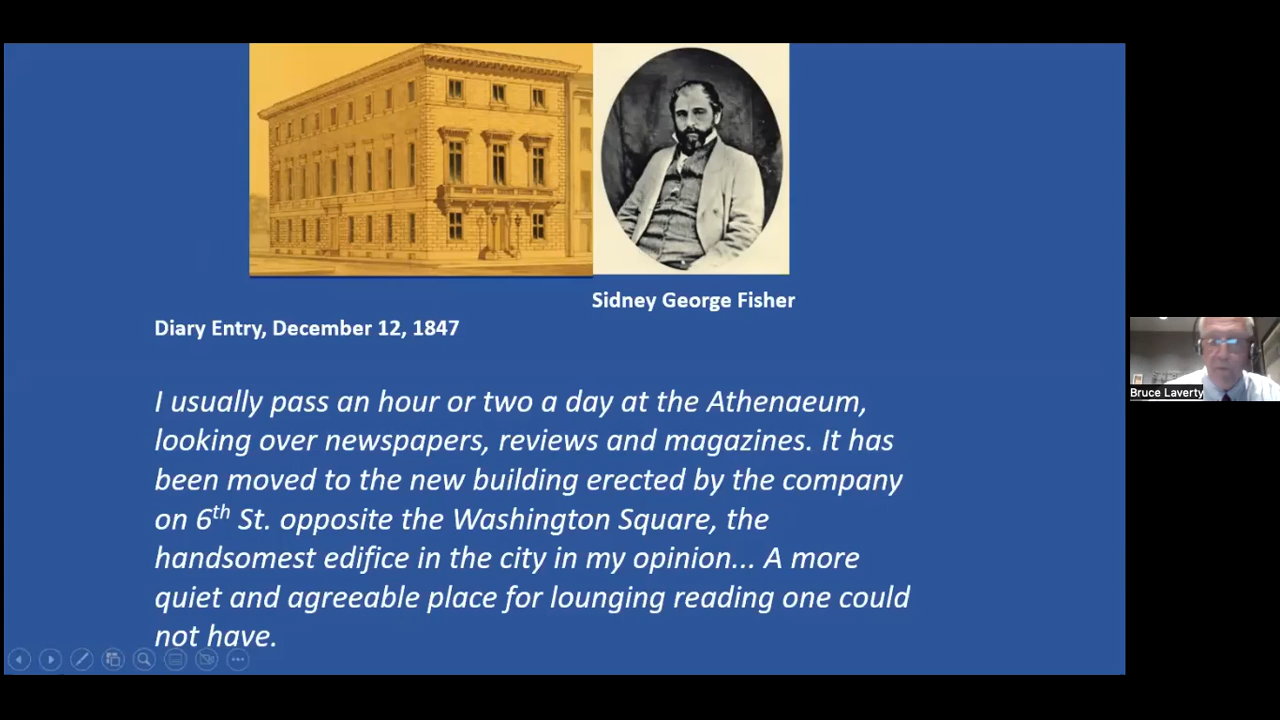 Sidney George Fisher
Diary Entry, December 12, 1847
I usually pass an hour or two a day at the Athenaeum,
looking over newspapers, reviews and magazines. It has
been moved to the new building erected by the company
on 6th St. opposite the Washington Square, the
handsomest edifice in the city in my opinion... A more
quiet and agreeable place for lounging reading one could
not have.
Bruce Laverty